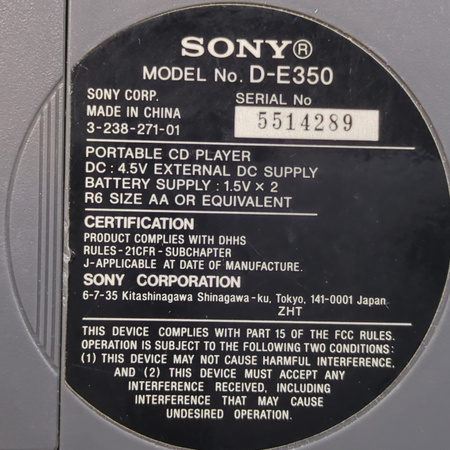 SONY®
MODEL No. D-E350
SONY CORP.
MADE IN CHINA
3-238-271-01
SERIAL No
5514289
PORTABLE CD PLAYER
DC : 4.5V EXTERNAL DC SUPPLY
BATTERY SUPPLY : 1.5V × 2
R6 SIZE AA OR EQUIVALENT
CERTIFICATION
PRODUCT COMPLIES WITH DHHS
RULES-21CFR-SUBCHAPTER
J-APPLICABLE AT DATE OF MANUFACTURE.
SONY CORPORATION
6-7-35 Kitashinagawa Shinagawa-ku, Tokyo, 141-0001 Japan
ZHT
THIS DEVICE COMPLIES WITH PART 15 OF THE FCC RULES.
OPERATION IS SUBJECT TO THE FOLLOWING TWO CONDITIONS:
(1) THIS DEVICE MAY NOT CAUSE HARMFUL INTERFERENCE,
AND (2) THIS DEVICE MUST ACCEPT ANY
INTERFERENCE RECEIVED, INCLUDING
INTERFERENCE THAT MAY CAUSE
UNDESIRED OPERATION.